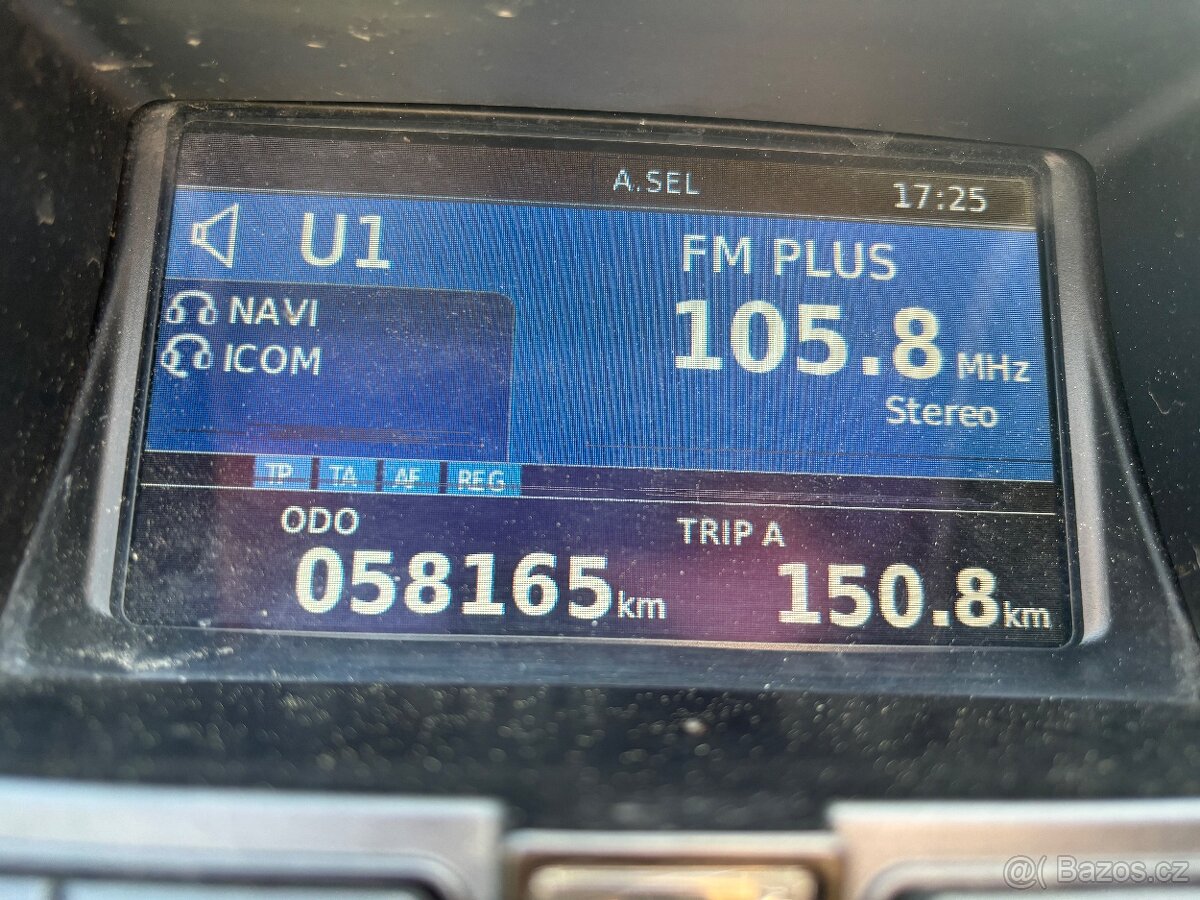 A.SEL 17:25
U1
NAVI
ICOM
FM PLUS
105.8 MHz
Stereo
TP TA AF REG
ODO
058165 km
TRIP A
150.8 km
@( Bazos.cz